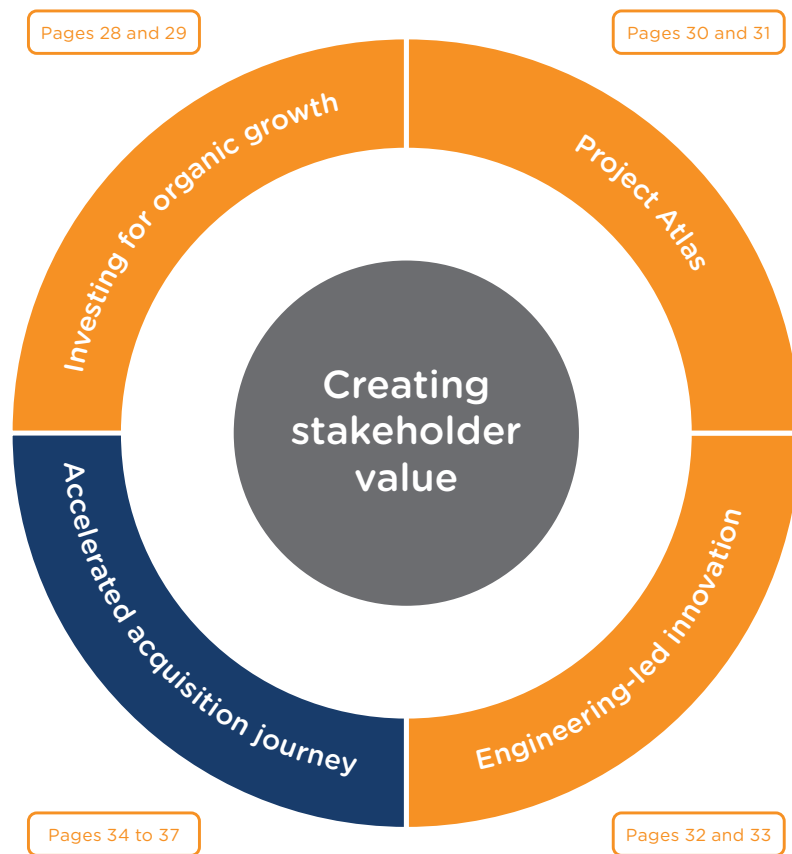 Pages 28 and 29
Pages 30 and 31
Investing for organic growth
Project Atlas
Creating
stakeholder
value
Accelerated acquisition journey
Engineering-led innovation
Pages 34 to 37
Pages 32 and 33